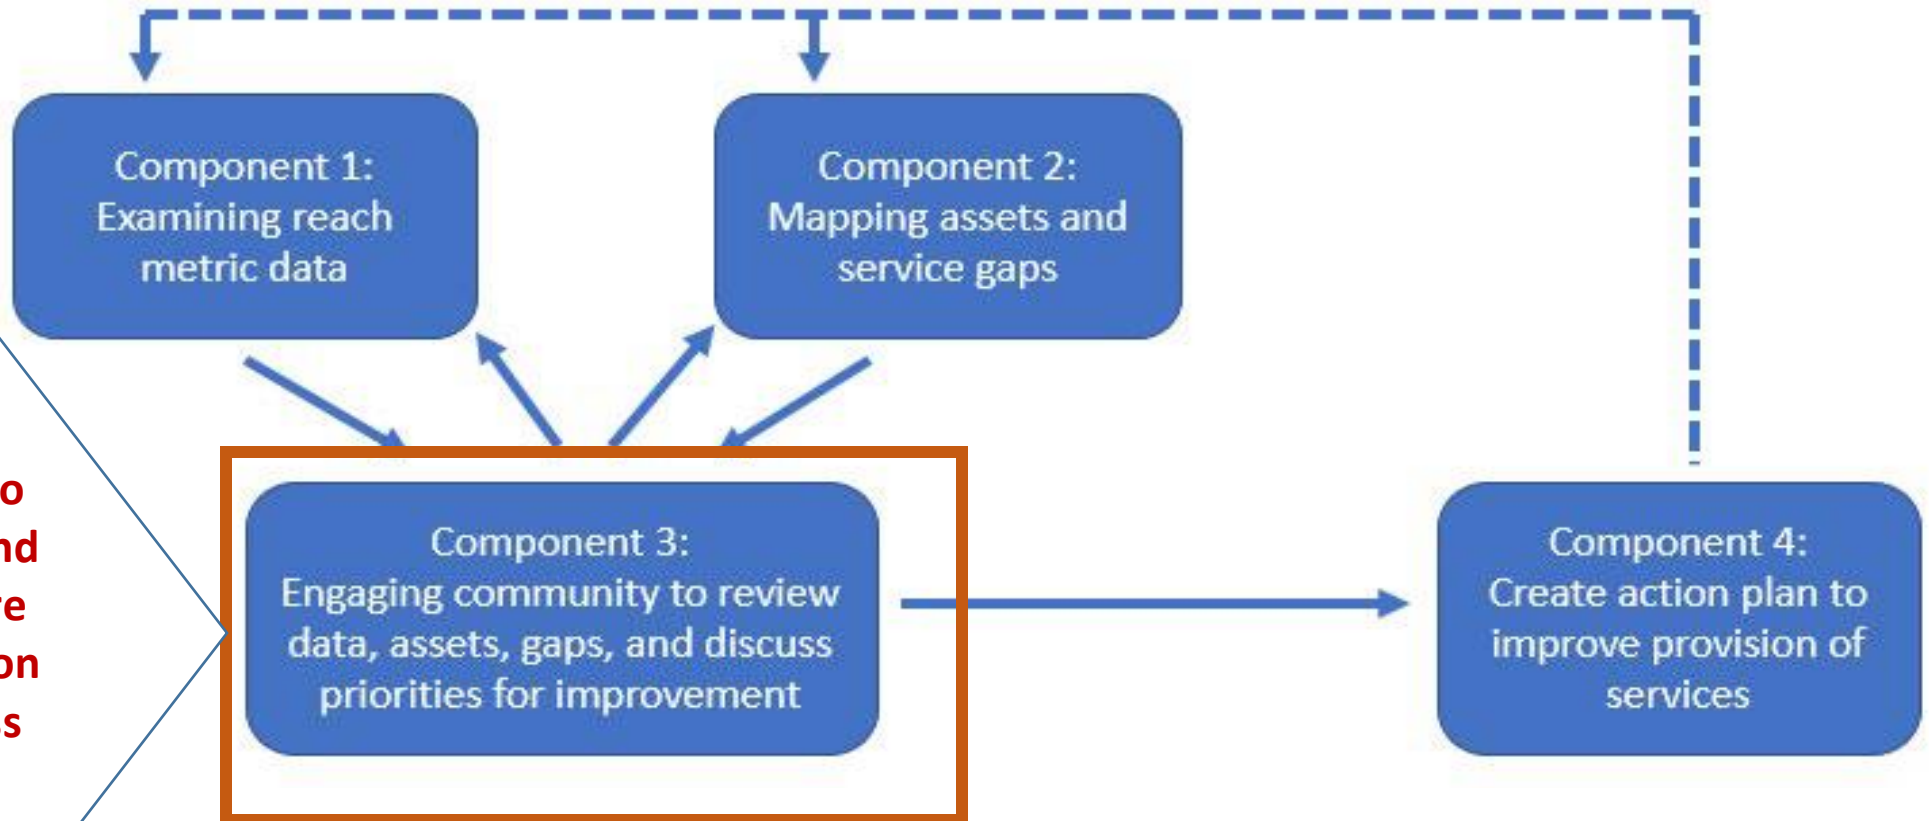 Component 1:
Examining reach
metric data
Component 2:
Mapping assets and
service gaps
Component 3:
Engaging community to review
data, assets, gaps, and discuss
priorities for improvement
Component 4:
Create action plan to
improve provision of
services